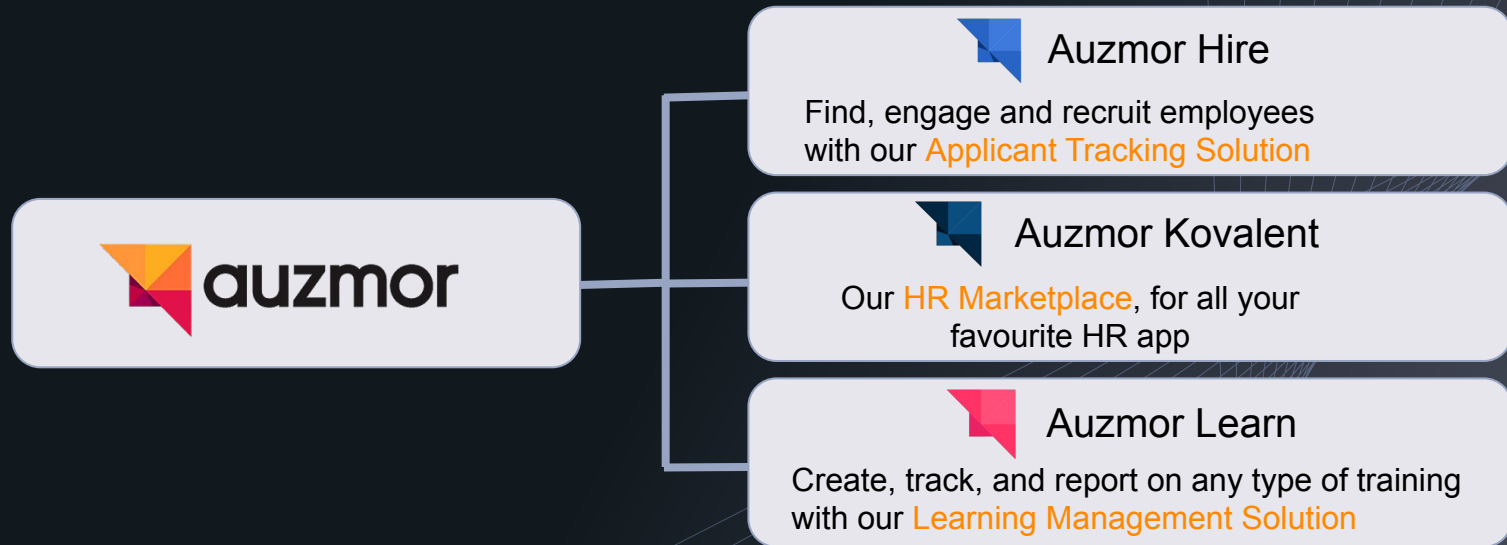 auzmor
Auzmor Hire
Find, engage and recruit employees
with our Applicant Tracking Solution
Auzmor Kovalent
Our HR Marketplace, for all your
favourite HR app
Auzmor Learn
Create, track, and report on any type of training
with our Learning Management Solution